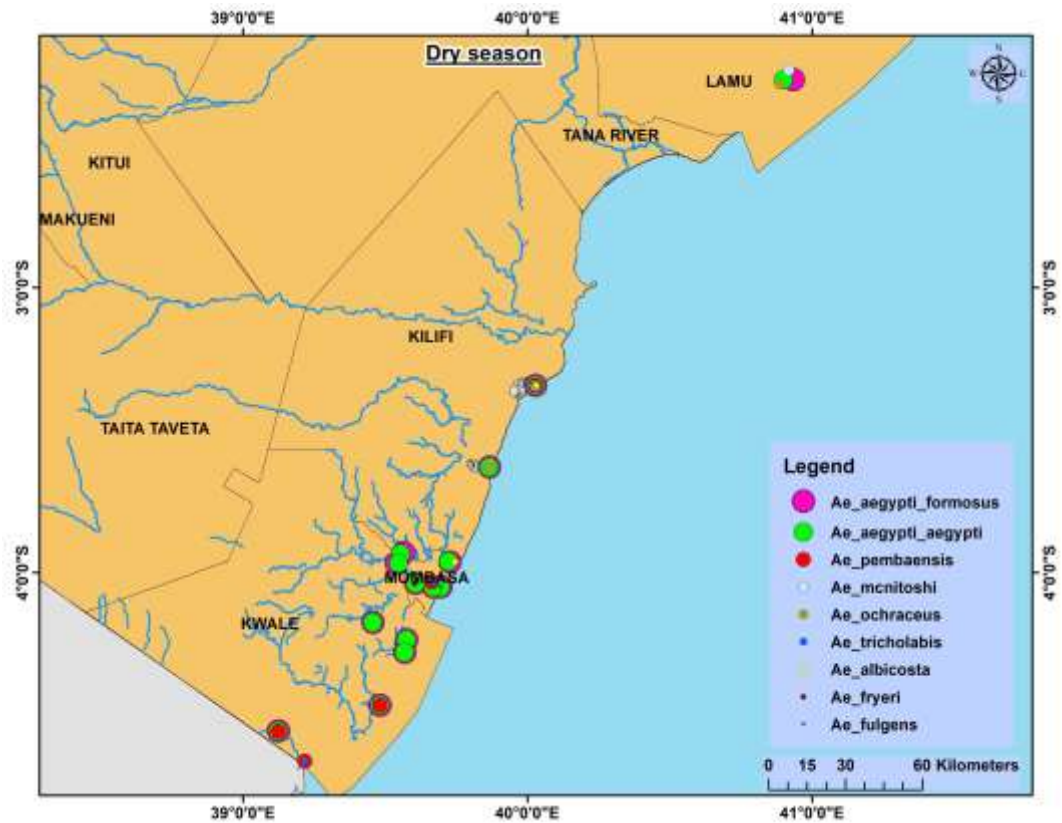 39°0'0"E 40°0'0"E 41°0'0"E
Dry season
N
W E
S
LAMU
TANA RIVER
KITUI
MAKUENI
3°0'0"S 3°0'0"S
KILIFI
TAITA TAVETA
Legend
Ae_aegypti_formosus
Ae_aegypti_aegypti
Ae_pembaensis
Ae_mcnitoshi
Ae_ochraceus
Ae_tricholabis
Ae_albicosta
Ae_fryeri
Ae_fulgens
4°0'0"S 4°0'0"S
MOMBASA
KWALE
0 15 30 60 Kilometers
39°0'0"E 40°0'0"E 41°0'0"E